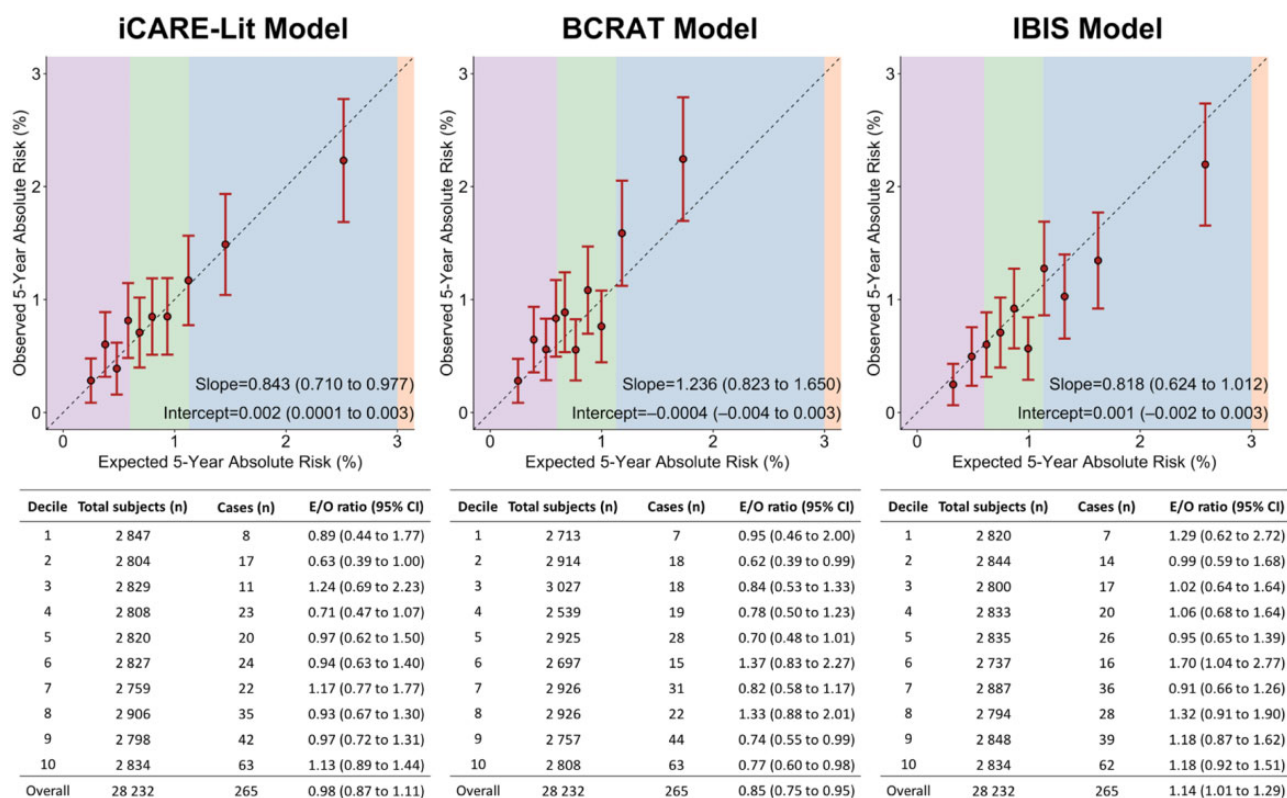 iCARE-Lit Model
BCRAT Model
IBIS Model
Observed 5-Year Absolute Risk (%)
3
2
1
0
Slope=0.843 (0.710 to 0.977)
Intercept=0.002 (0.0001 to 0.003)
0 1 2 3
Expected 5-Year Absolute Risk (%)
Observed 5-Year Absolute Risk (%)
3
2
1
0
Slope=1.236 (0.823 to 1.650)
Intercept=–0.0004 (–0.004 to 0.003)
0 1 2 3
Expected 5-Year Absolute Risk (%)
Observed 5-Year Absolute Risk (%)
3
2
1
0
Slope=0.818 (0.624 to 1.012)
Intercept=0.001 (–0.002 to 0.003)
0 1 2 3
Expected 5-Year Absolute Risk (%)
Decile Total subjects (n) Cases (n) E/O ratio (95% CI)
1 2 847 8 0.89 (0.44 to 1.77)
2 2 804 17 0.63 (0.39 to 1.00)
3 2 829 11 1.24 (0.69 to 2.23)
4 2 808 23 0.71 (0.47 to 1.07)
5 2 820 20 0.97 (0.62 to 1.50)
6 2 827 24 0.94 (0.63 to 1.40)
7 2 759 22 1.17 (0.77 to 1.77)
8 2 906 35 0.93 (0.67 to 1.30)
9 2 798 42 0.97 (0.72 to 1.31)
10 2 834 63 1.13 (0.89 to 1.44)
Overall 28 232 265 0.98 (0.87 to 1.11)
Decile Total subjects (n) Cases (n) E/O ratio (95% CI)
1 2 713 7 0.95 (0.46 to 2.00)
2 2 914 18 0.62 (0.39 to 0.99)
3 3 027 18 0.84 (0.53 to 1.33)
4 2 539 19 0.78 (0.50 to 1.23)
5 2 925 28 0.70 (0.48 to 1.01)
6 2 697 15 1.37 (0.83 to 2.27)
7 2 926 31 0.82 (0.58 to 1.17)
8 2 926 22 1.33 (0.88 to 2.01)
9 2 757 44 0.74 (0.55 to 0.99)
10 2 808 63 0.77 (0.60 to 0.98)
Overall 28 232 265 0.85 (0.75 to 0.95)
Decile Total subjects (n) Cases (n) E/O ratio (95% CI)
1 2 820 7 1.29 (0.62 to 2.72)
2 2 844 14 0.99 (0.59 to 1.68)
3 2 800 17 1.02 (0.64 to 1.64)
4 2 833 20 1.06 (0.68 to 1.64)
5 2 835 26 0.95 (0.65 to 1.39)
6 2 737 16 1.70 (1.04 to 2.77)
7 2 887 36 0.91 (0.66 to 1.26)
8 2 794 28 1.32 (0.91 to 1.90)
9 2 848 39 1.18 (0.87 to 1.62)
10 2 834 62 1.18 (0.92 to 1.51)
Overall 28 232 265 1.14 (1.01 to 1.29)